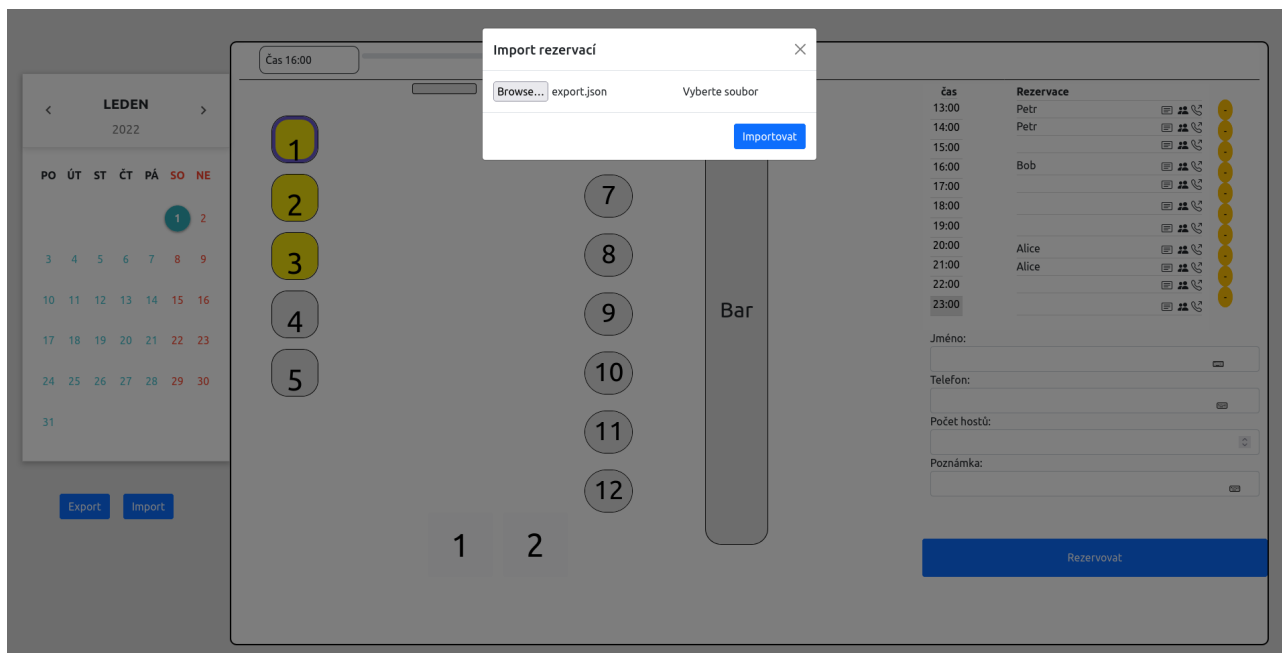 Import rezervací
Browse... export.json Vyberte soubor
Importovat
Čas 16:00
LEDEN
2022
PO ÚT ST ČT PÁ SO NE
1 2
3 4 5 6 7 8 9
10 11 12 13 14 15 16
17 18 19 20 21 22 23
24 25 26 27 28 29 30
31
Export Import
1
2
3
4
5
7
8
9
10
11
12
1 2
Bar
čas Rezervace
13:00 Petr -
14:00 Petr -
15:00 -
16:00 Bob -
17:00 -
18:00 -
19:00 -
20:00 Alice -
21:00 Alice -
22:00 -
23:00
Jméno:
Telefon:
Počet hostů:
Poznámka:
Rezervovat